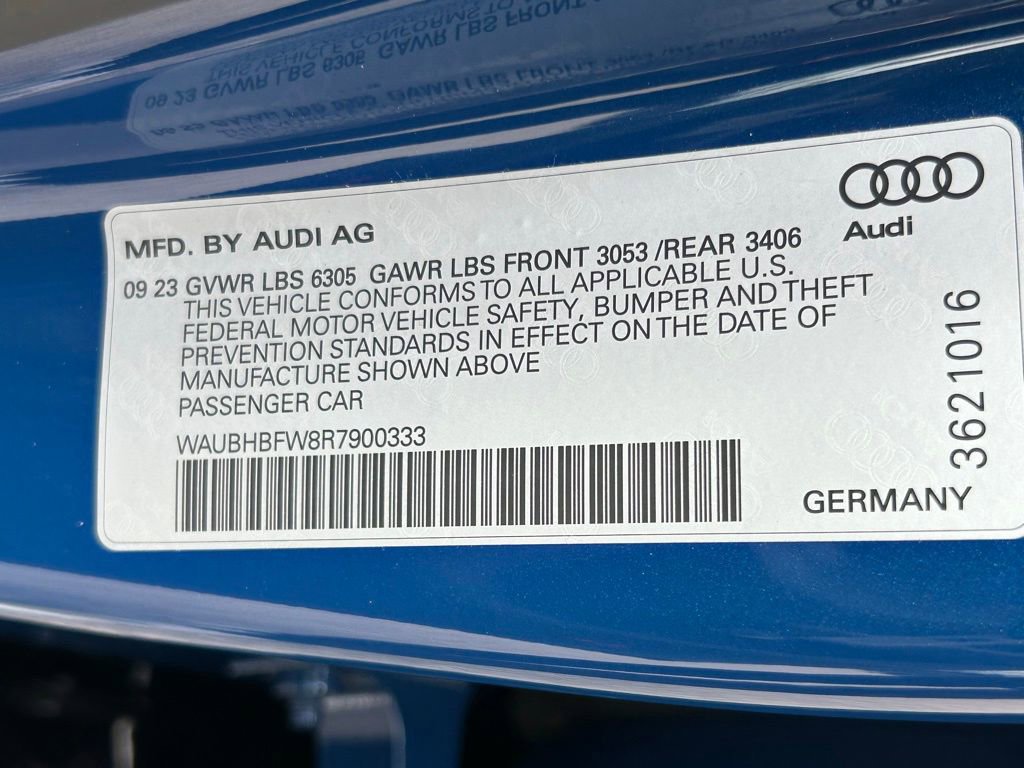 MFD. BY AUDI AG
Audi
09 23 GVWR LBS 6305 GAWR LBS FRONT 3053 /REAR 3406
THIS VEHICLE CONFORMS TO ALL APPLICABLE U.S.
FEDERAL MOTOR VEHICLE SAFETY, BUMPER AND THEFT
PREVENTION STANDARDS IN EFFECT ON THE DATE OF
MANUFACTURE SHOWN ABOVE
PASSENGER CAR
WAUBHBFW8R7900333
3621016
GERMANY